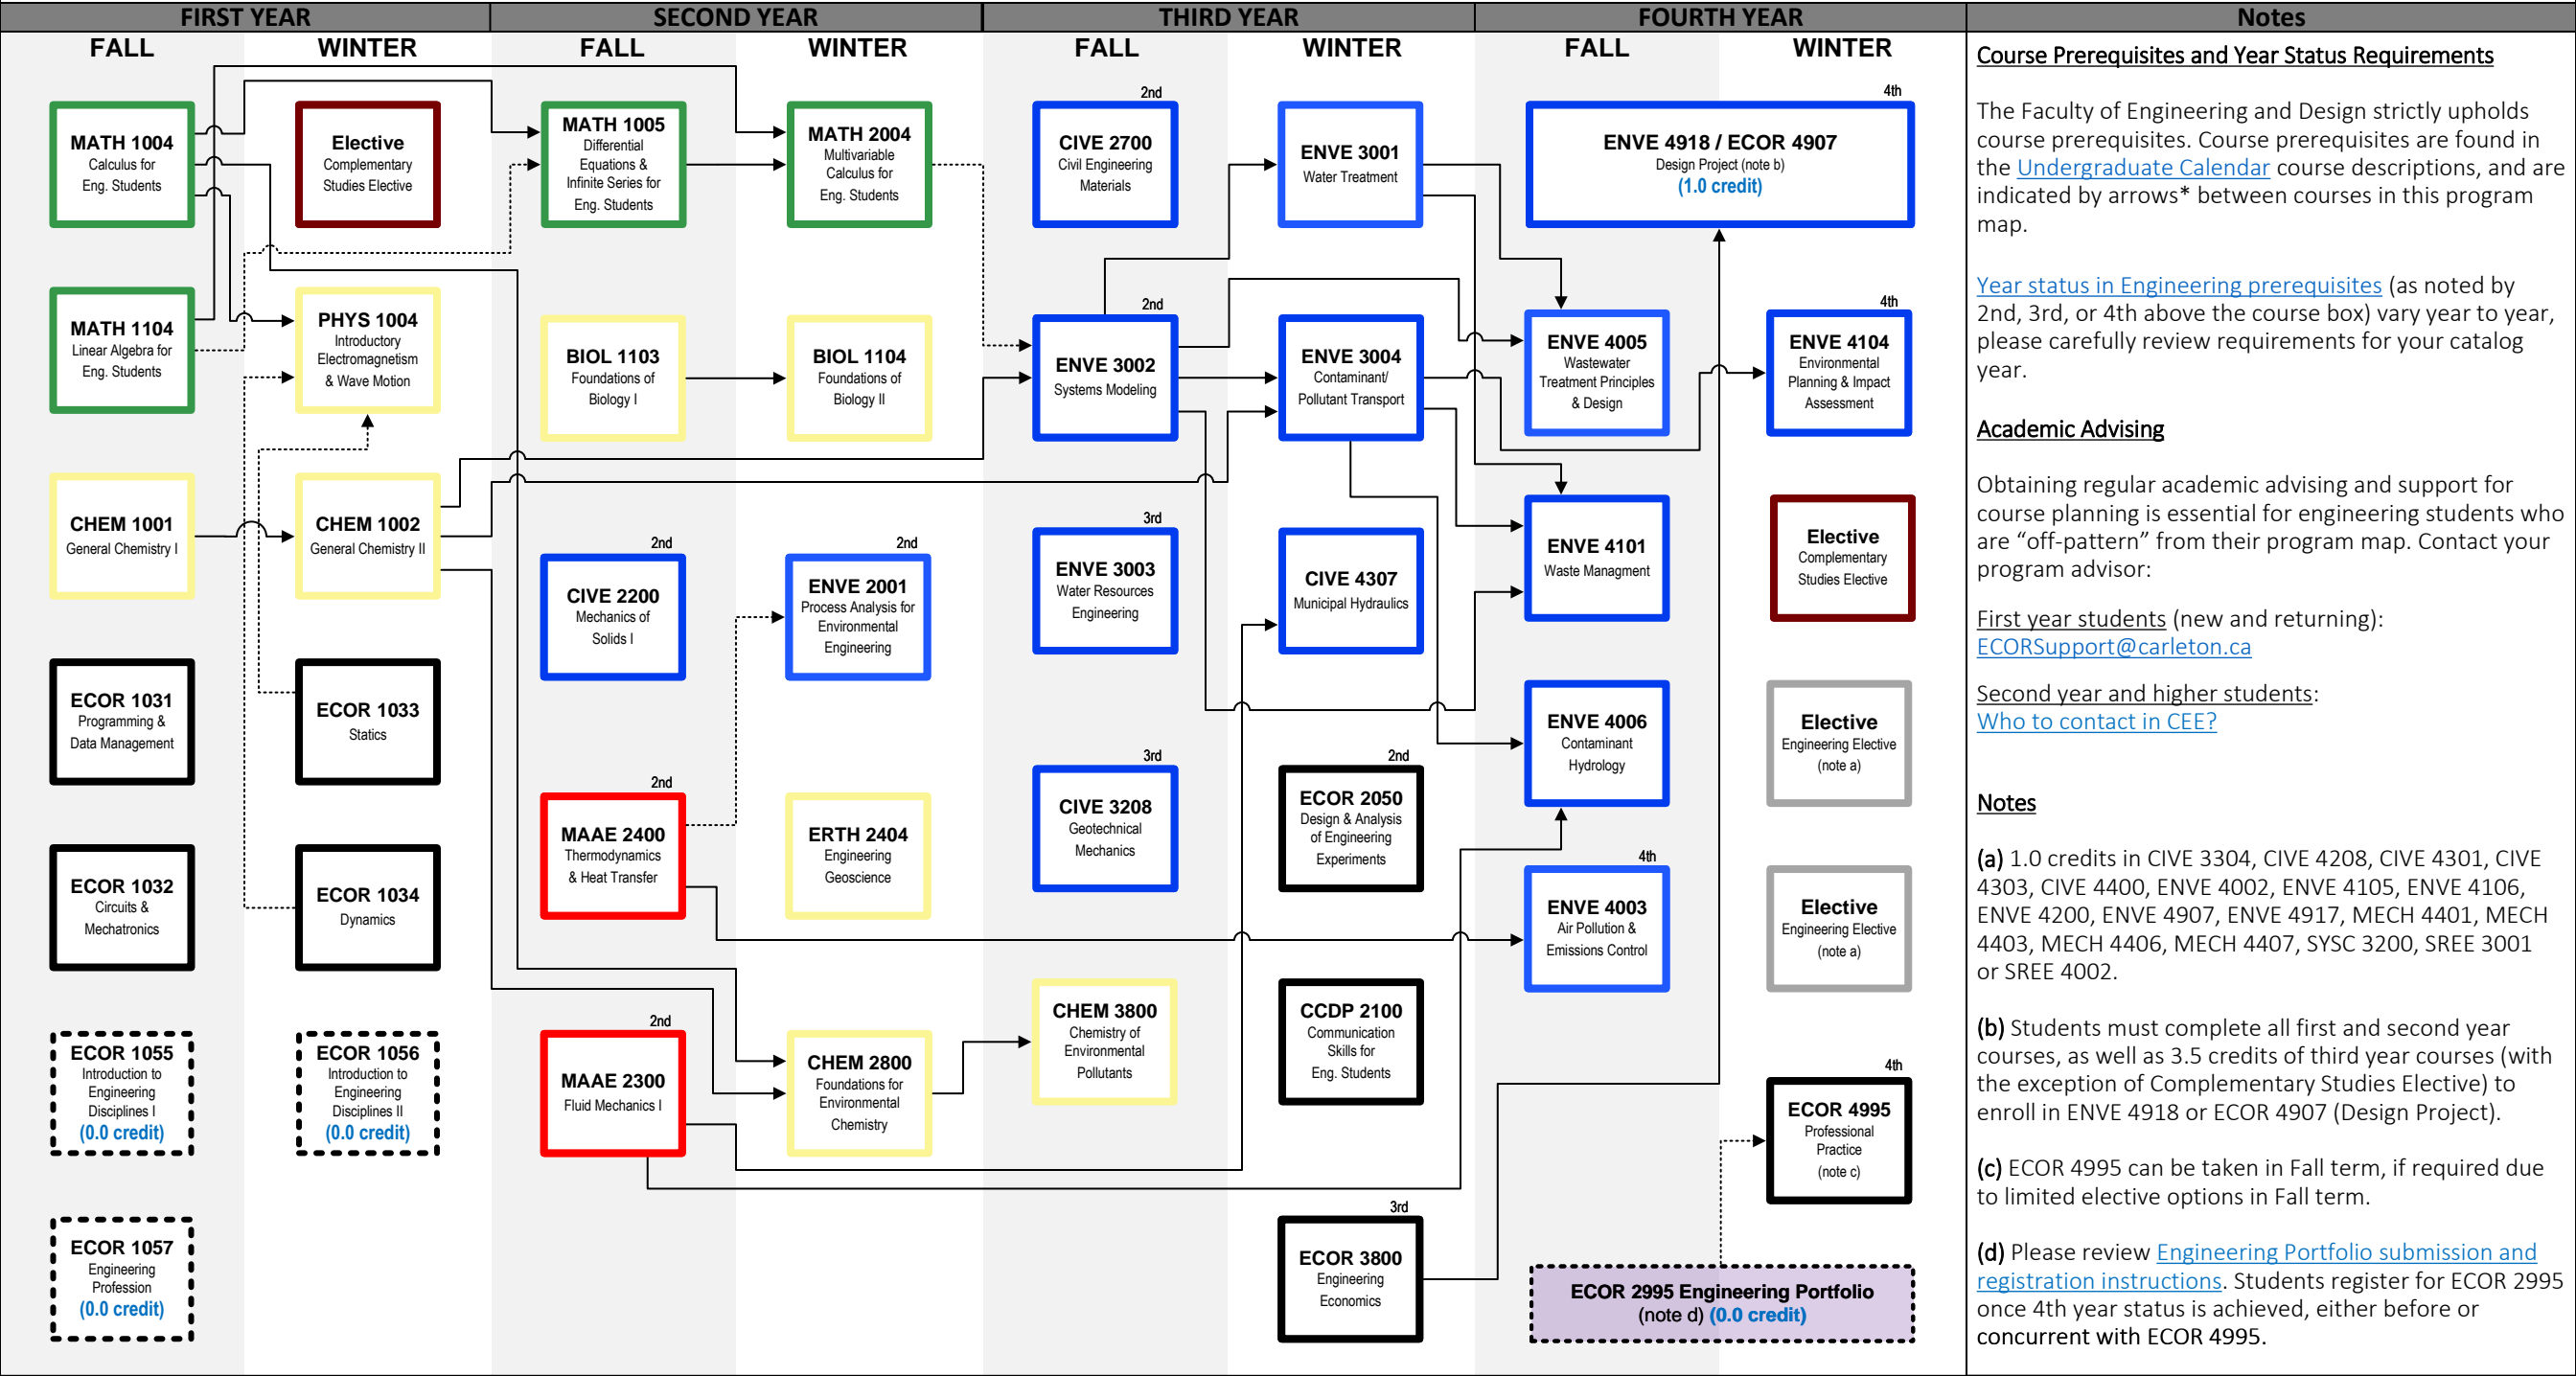 FIRST YEAR
SECOND YEAR
THIRD YEAR
FOURTH YEAR
Notes
FALL
WINTER
FALL
WINTER
FALL
WINTER
FALL
WINTER
MATH 1004
Calculus for
Eng. Students
MATH 1104
Linear Algebra for
Eng. Students
CHEM 1001
General Chemistry I
ECOR 1031
Programming &
Data Management
ECOR 1032
Circuits &
Mechatronics
ECOR 1055
Introduction to
Engineering
Disciplines I
(0.0 credit)
ECOR 1057
Engineering
Profession
(0.0 credit)
Elective
Complementary
Studies Elective
PHYS 1004
Introductory
Electromagnetism
& Wave Motion
CHEM 1002
General Chemistry II
ECOR 1033
Statics
ECOR 1034
Dynamics
ECOR 1056
Introduction to
Engineering
Disciplines II
(0.0 credit)
MATH 1005
Differential
Equations &
Infinite Series for
Eng. Students
BIOL 1103
Foundations of
Biology I
2nd
CIVE 2200
Mechanics of
Solids I
2nd
MAAE 2400
Thermodynamics
& Heat Transfer
2nd
MAAE 2300
Fluid Mechanics I
MATH 2004
Multivariable
Calculus for
Eng. Students
BIOL 1104
Foundations of
Biology II
2nd
ENVE 2001
Process Analysis for
Environmental
Engineering
ERTH 2404
Engineering
Geoscience
CHEM 2800
Foundations for
Environmental
Chemistry
2nd
CIVE 2700
Civil Engineering
Materials
2nd
ENVE 3002
Systems Modeling
3rd
ENVE 3003
Water Resources
Engineering
3rd
CIVE 3208
Geotechnical
Mechanics
CHEM 3800
Chemistry of
Environmental
Pollutants
ENVE 3001
Water Treatment
ENVE 3004
Contaminant/
Pollutant Transport
CIVE 4307
Municipal Hydraulics
2nd
ECOR 2050
Design & Analysis
of Engineering
Experiments
CCDP 2100
Communication
Skills for
Eng. Students
3rd
ECOR 3800
Engineering
Economics
4th
ENVE 4918 / ECOR 4907
Design Project (note b)
(1.0 credit)
ENVE 4005
Wastewater
Treatment Principles
& Design
ENVE 4101
Waste Managment
ENVE 4006
Contaminant
Hydrology
4th
ENVE 4003
Air Pollution &
Emissions Control
4th
ENVE 4104
Environmental
Planning & Impact
Assessment
Elective
Complementary
Studies Elective
Elective
Engineering Elective
(note a)
Elective
Engineering Elective
(note a)
4th
ECOR 4995
Professional
Practice
(note c)
ECOR 2995 Engineering Portfolio
(note d) (0.0 credit)
Course Prerequisites and Year Status Requirements
The Faculty of Engineering and Design strictly upholds
course prerequisites. Course prerequisites are found in
the Undergraduate Calendar course descriptions, and are
indicated by arrows* between courses in this program
map.
Year status in Engineering prerequisites (as noted by
2nd, 3rd, or 4th above the course box) vary year to year,
please carefully review requirements for your catalog
year.
Academic Advising
Obtaining regular academic advising and support for
course planning is essential for engineering students who
are “off-pattern” from their program map. Contact your
program advisor:
First year students (new and returning):
ECORSupport@carleton.ca
Second year and higher students:
Who to contact in CEE?
Notes
(a) 1.0 credits in CIVE 3304, CIVE 4208, CIVE 4301, CIVE
4303, CIVE 4400, ENVE 4002, ENVE 4105, ENVE 4106,
ENVE 4200, ENVE 4907, ENVE 4917, MECH 4401, MECH
4403, MECH 4406, MECH 4407, SYSC 3200, SREE 3001
or SREE 4002.
(b) Students must complete all first and second year
courses, as well as 3.5 credits of third year courses (with
the exception of Complementary Studies Elective) to
enroll in ENVE 4918 or ECOR 4907 (Design Project).
(c) ECOR 4995 can be taken in Fall term, if required due
to limited elective options in Fall term.
(d) Please review Engineering Portfolio submission and
registration instructions. Students register for ECOR 2995
once 4th year status is achieved, either before or
concurrent with ECOR 4995.